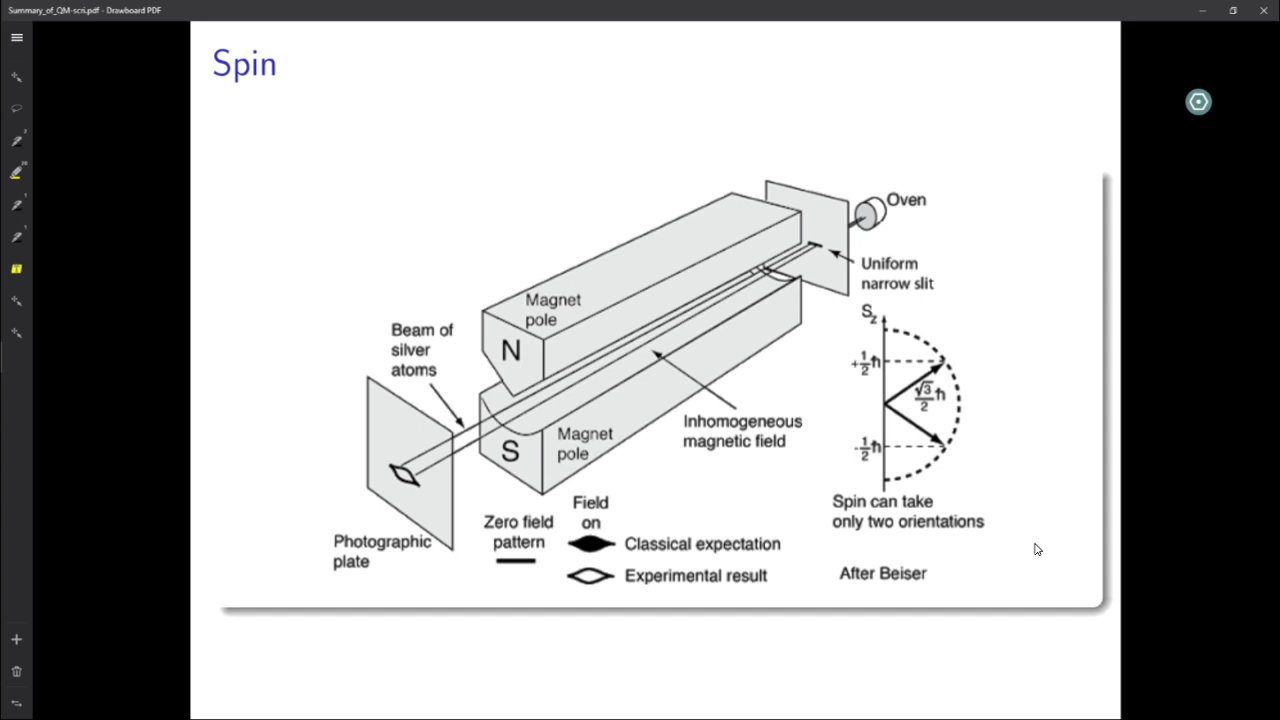 Summary_of_QM-scri.pdf - Drawboard PDF
Spin
Oven
Uniform
narrow slit
Magnet
pole
N
Beam of
silver
atoms
S
Magnet
pole
Inhomogeneous
magnetic field
Sz
+1/2ħ
√3/2 ħ
-1/2ħ
Spin can take
only two orientations
Photographic
plate
Zero field
pattern
Field
on
Classical expectation
Experimental result
After Beiser